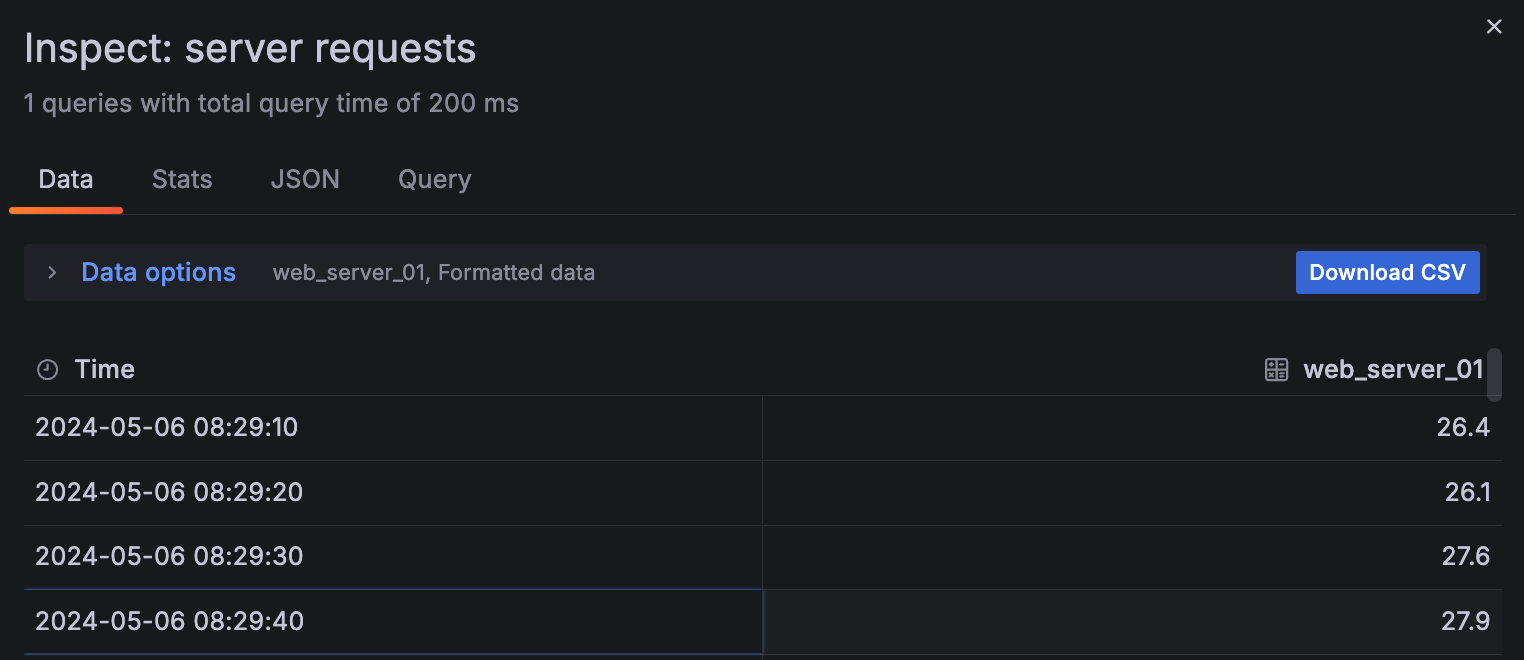 Inspect: server requests
1 queries with total query time of 200 ms
Data Stats JSON Query
Data options web_server_01, Formatted data Download CSV
Time web_server_01
2024-05-06 08:29:10 26.4
2024-05-06 08:29:20 26.1
2024-05-06 08:29:30 27.6
2024-05-06 08:29:40 27.9